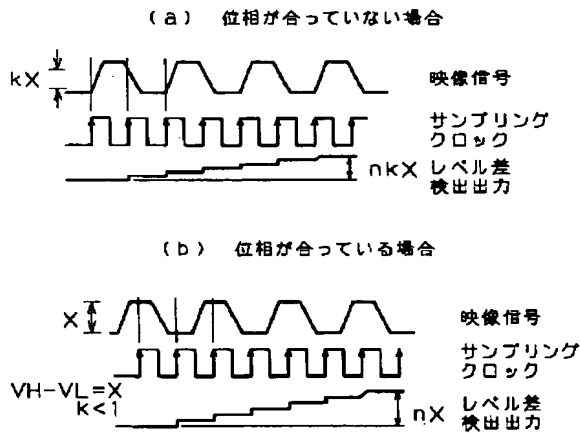 (a) 位相が合っていない場合
kX
映像信号
サンプリング
クロック
nkX
レベル差
検出出力
(b) 位相が合っている場合
X
映像信号
サンプリング
クロック
VH−VL=X
k<1
nX
レベル差
検出出力